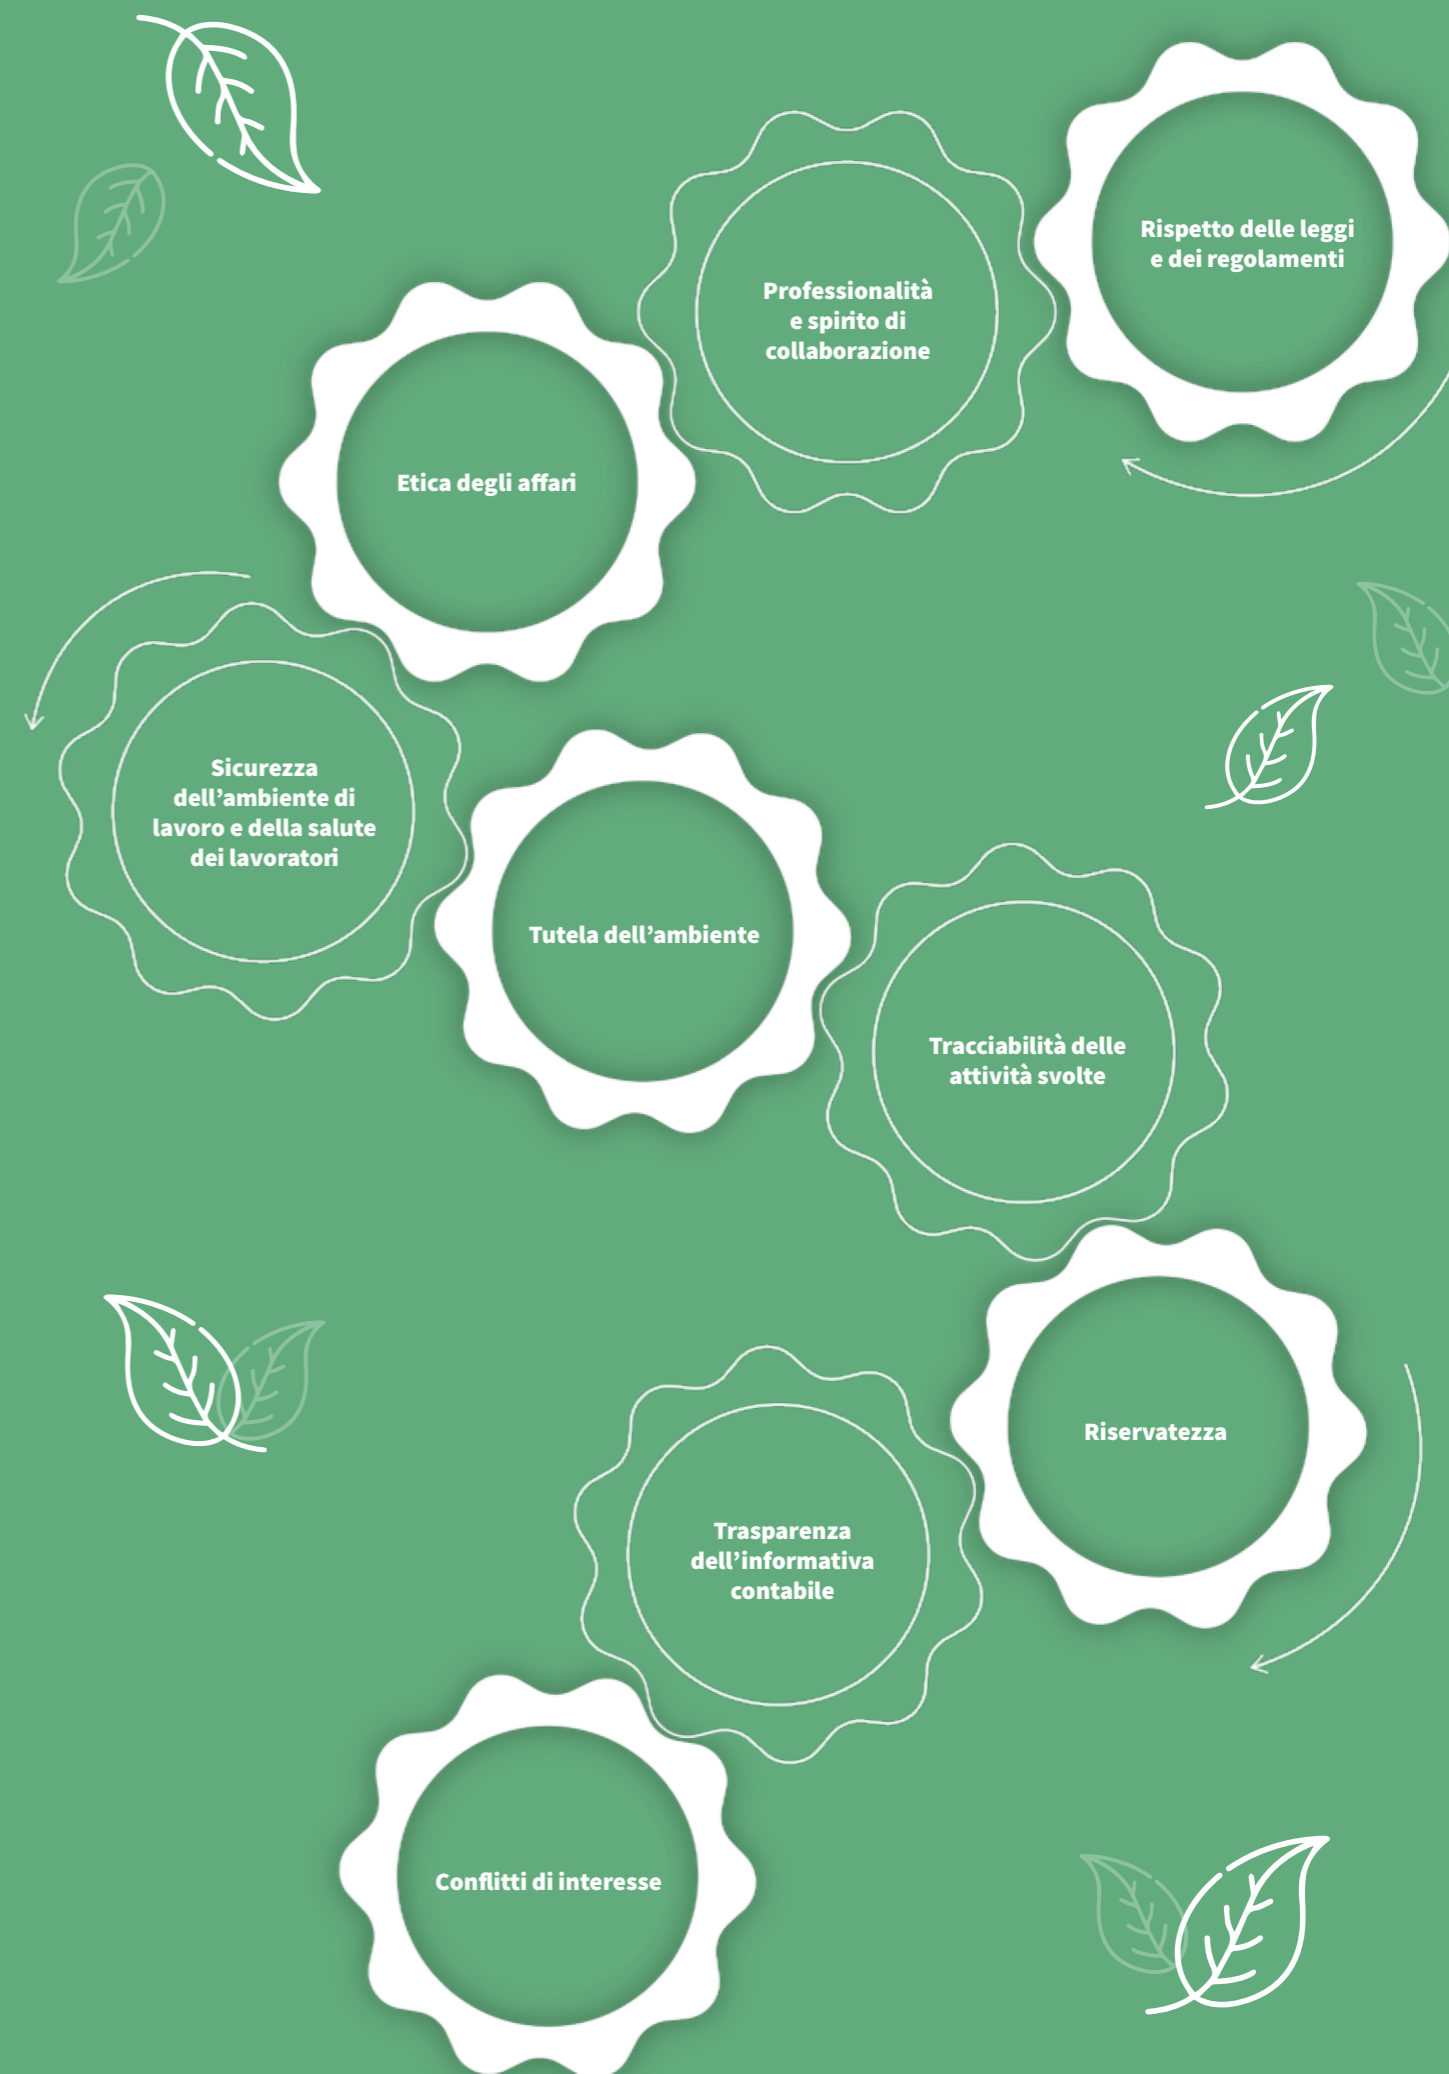 Rispetto delle leggi
e dei regolamenti
Professionalità
e spirito di
collaborazione
Etica degli affari
Sicurezza
dell’ambiente di
lavoro e della salute
dei lavoratori
Tutela dell’ambiente
Tracciabilità delle
attività svolte
Riservatezza
Trasparenza
dell’informativa
contabile
Conflitti di interesse